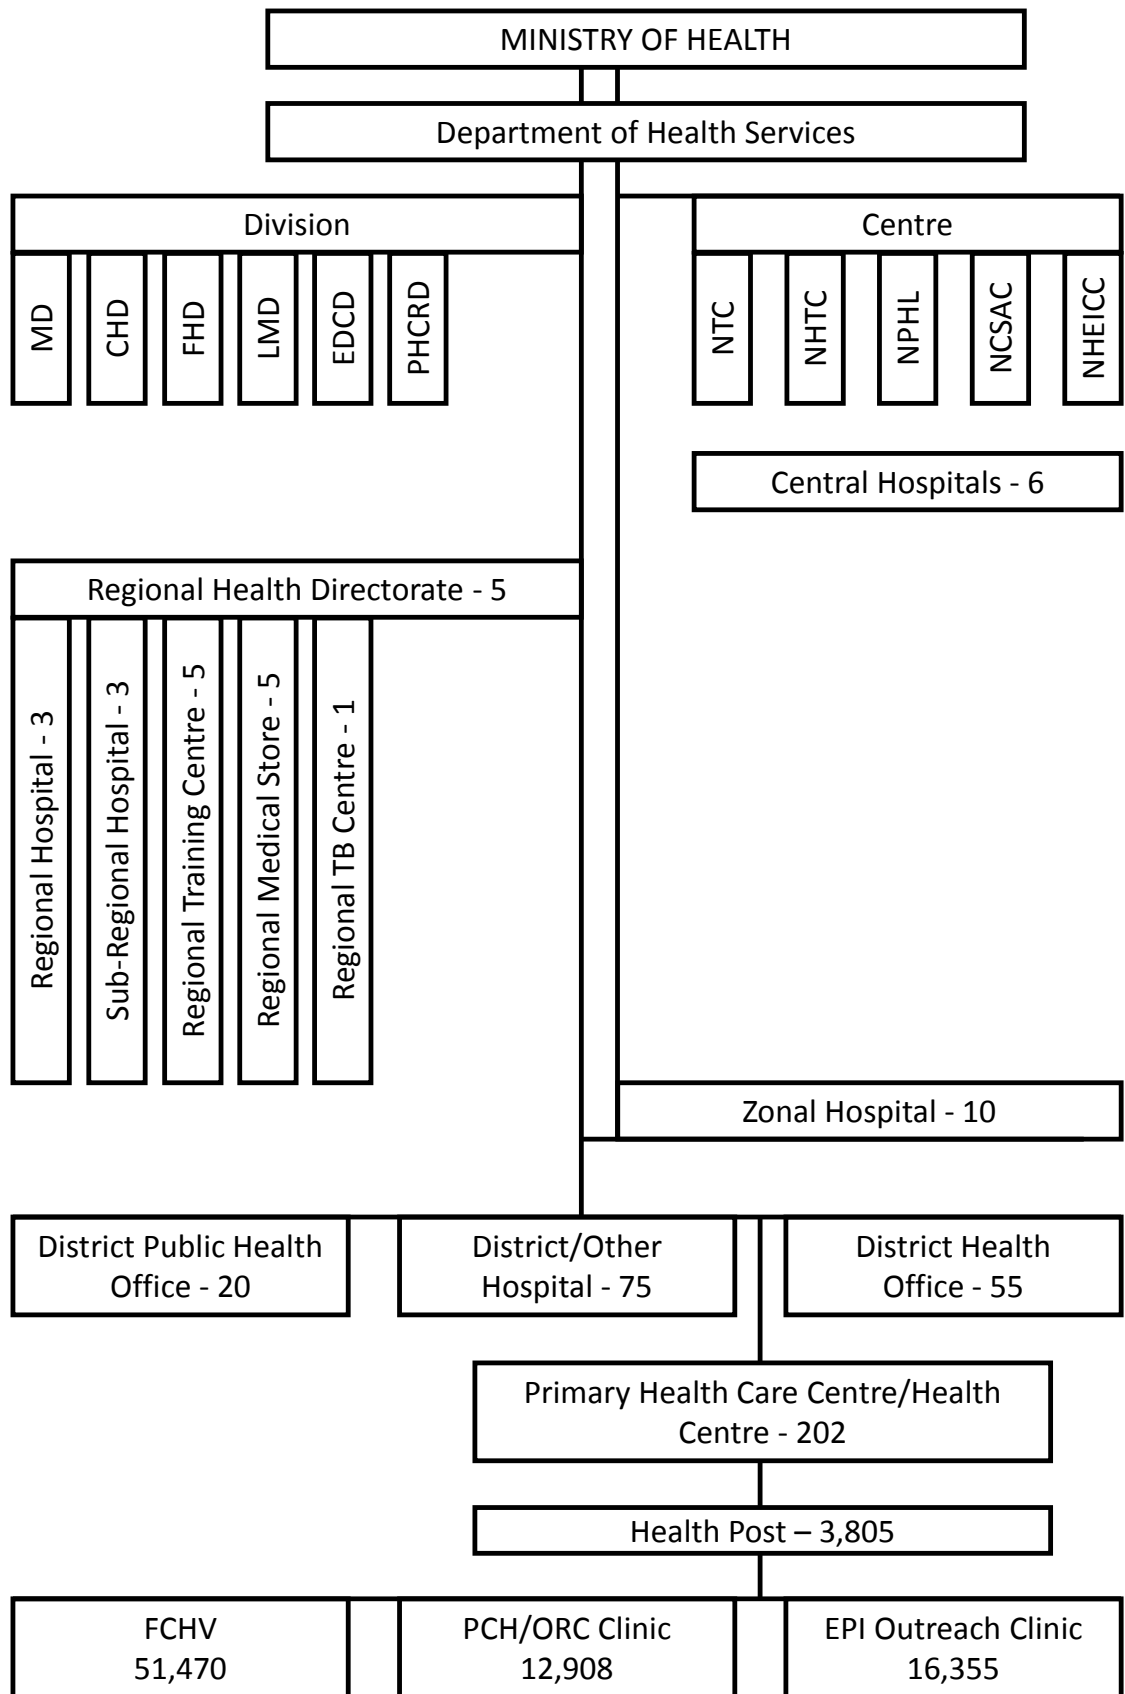 MINISTRY OF HEALTH
Department of Health Services
Division
MD
CHD
FHD
LMD
EDCD
PHCRD
Centre
NTC
NHTC
NPHL
NCSAC
NHEICC
Central Hospitals - 6
Regional Health Directorate - 5
Regional Hospital - 3
Sub-Regional Hospital - 3
Regional Training Centre - 5
Regional Medical Store - 5
Regional TB Centre - 1
Zonal Hospital - 10
District Public Health
Office - 20
District/Other
Hospital - 75
District Health
Office - 55
Primary Health Care Centre/Health
Centre - 202
Health Post – 3,805
FCHV
51,470
PCH/ORC Clinic
12,908
EPI Outreach Clinic
16,355